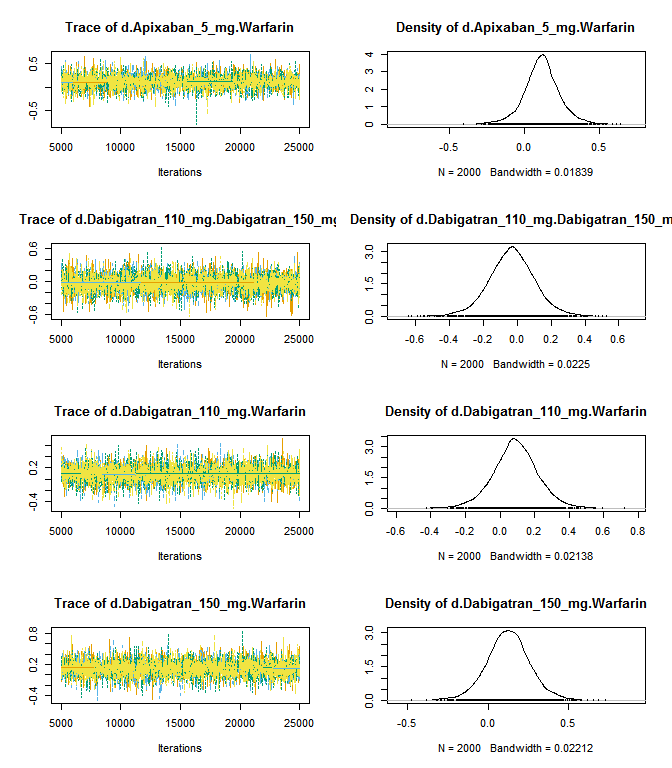 Trace of d.Apixaban_5_mg.Warfarin
0.5
-0.5
5000 10000 15000 20000 25000
Iterations
Density of d.Apixaban_5_mg.Warfarin
4
3
2
1
0
-0.5 0.0 0.5
N = 2000 Bandwidth = 0.01839
Trace of d.Dabigatran_110_mg.Dabigatran_150_mg
0.6
0.0
-0.6
5000 10000 15000 20000 25000
Iterations
Density of d.Dabigatran_110_mg.Dabigatran_150_m
3.0
1.5
0.0
-0.6 -0.4 -0.2 0.0 0.2 0.4 0.6
N = 2000 Bandwidth = 0.0225
Trace of d.Dabigatran_110_mg.Warfarin
0.2
-0.4
5000 10000 15000 20000 25000
Iterations
Density of d.Dabigatran_110_mg.Warfarin
3.0
1.5
0.0
-0.6 -0.4 -0.2 0.0 0.2 0.4 0.6 0.8
N = 2000 Bandwidth = 0.02138
Trace of d.Dabigatran_150_mg.Warfarin
0.8
0.2
-0.4
5000 10000 15000 20000 25000
Iterations
Density of d.Dabigatran_150_mg.Warfarin
3.0
1.5
0.0
-0.5 0.0 0.5
N = 2000 Bandwidth = 0.02212